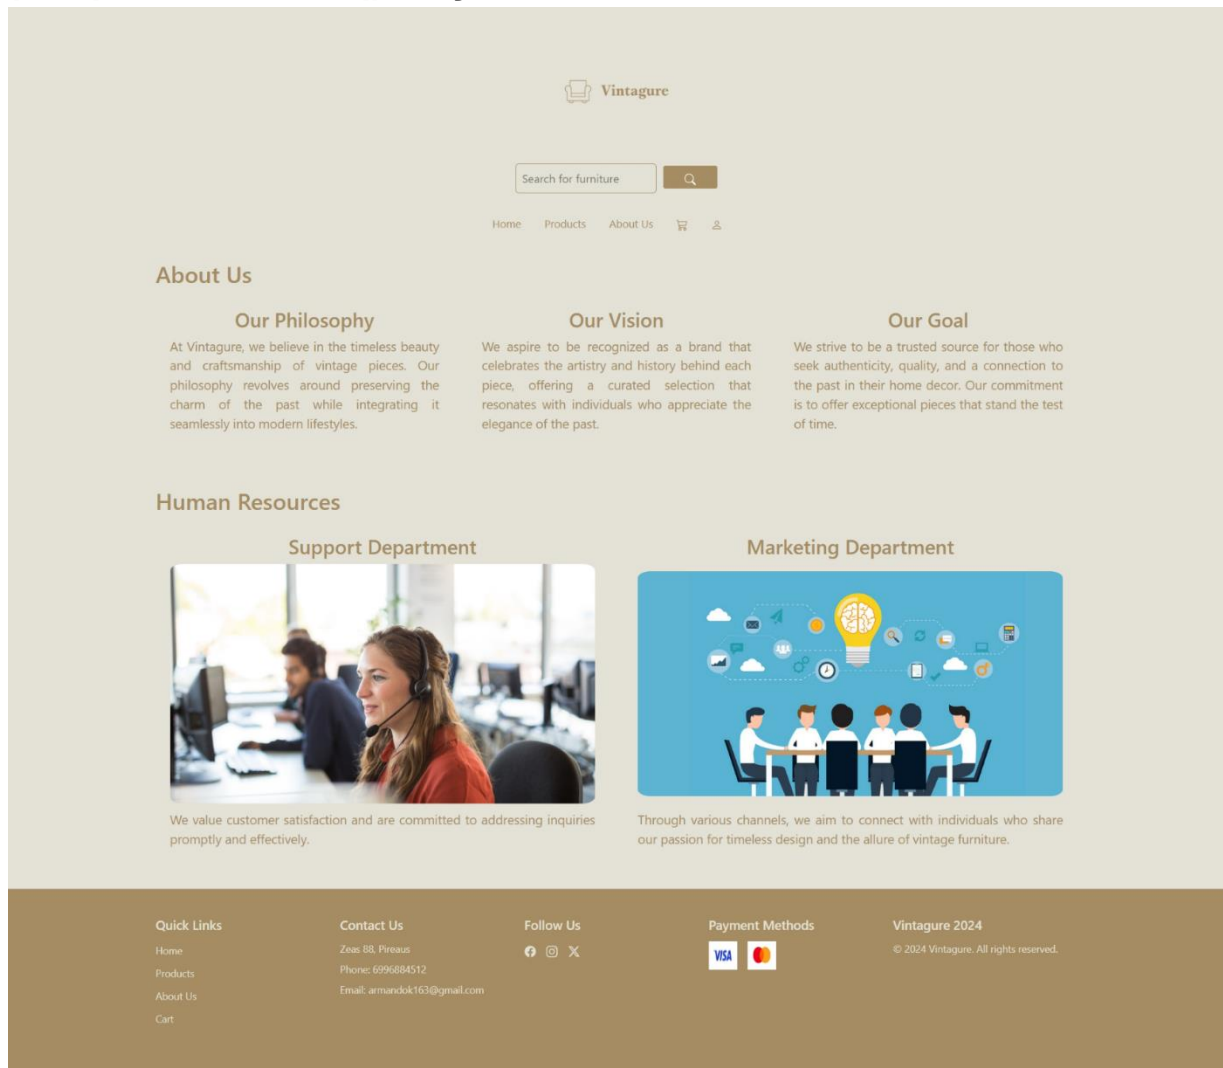 Vintagure
Search for furniture
Home Products About Us
About Us
Our Philosophy
At Vintagure, we believe in the timeless beauty
and craftsmanship of vintage pieces. Our
philosophy revolves around preserving the
charm of the past while integrating it
seamlessly into modern lifestyles.
Our Vision
We aspire to be recognized as a brand that
celebrates the artistry and history behind each
piece, offering a curated selection that
resonates with individuals who appreciate the
elegance of the past.
Our Goal
We strive to be a trusted source for those who
seek authenticity, quality, and a connection to
the past in their home decor. Our commitment
is to offer exceptional pieces that stand the test
of time.
Human Resources
Support Department
We value customer satisfaction and are committed to addressing inquiries
promptly and effectively.
Marketing Department
Through various channels, we aim to connect with individuals who share
our passion for timeless design and the allure of vintage furniture.
Quick Links
Home
Products
About Us
Cart
Contact Us
Zeas 88, Pireaus
Phone: 6996884512
Email: armandok163@gmail.com
Follow Us
Payment Methods
VISA
Vintagure 2024
© 2024 Vintagure. All rights reserved.